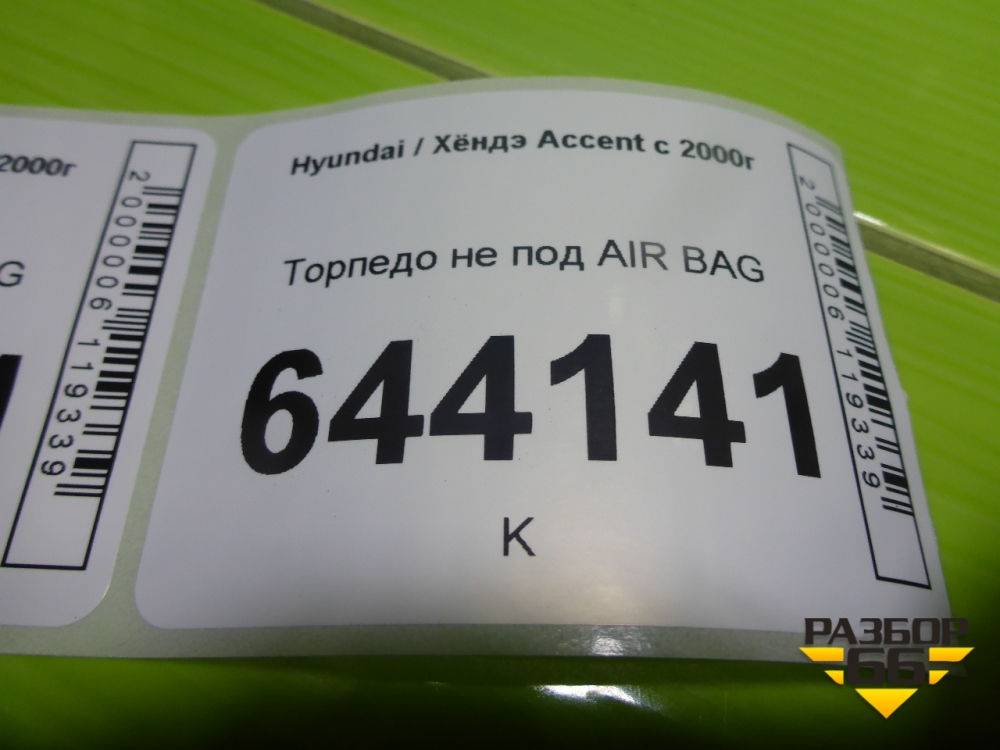 2000г
G
2000006119339
Hyundai / Хёндэ Accent с 2000г
Торпедо не под AIR BAG
644141
К
2000006119339
РАЗБОР
66